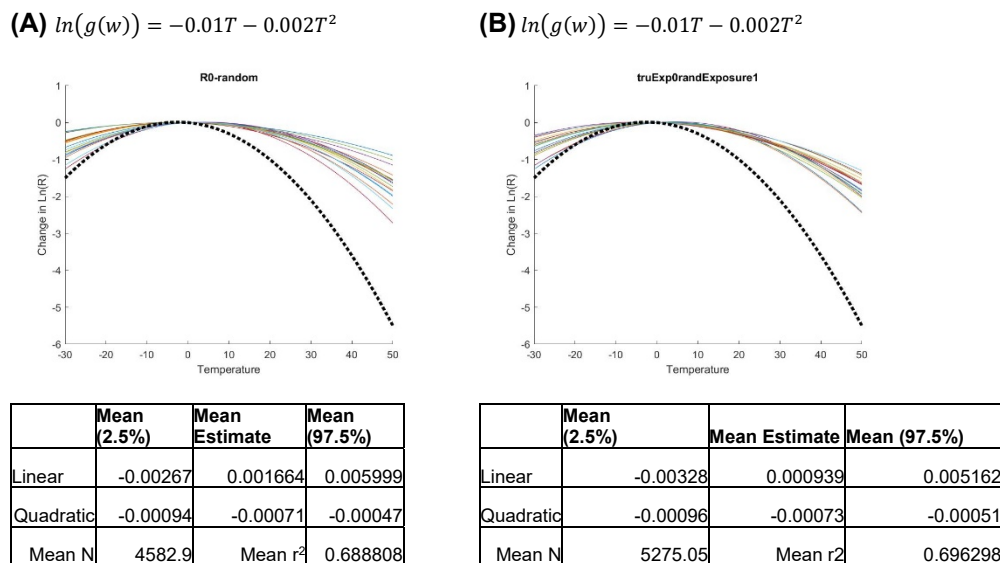 (A) ln(g(w)) = −0.01T − 0.002T²
R0-random
Change in Ln(R)
1
0
-1
-2
-3
-4
-5
-6
-30 -20 -10 0 10 20 30 40 50
Temperature
Mean (2.5%) Mean Estimate Mean (97.5%)
Linear -0.00267 0.001664 0.005999
Quadratic -0.00094 -0.00071 -0.00047
Mean N 4582.9 Mean r² 0.688808
(B) ln(g(w)) = −0.01T − 0.002T²
truExp0randExposure1
Change in Ln(R)
1
0
-1
-2
-3
-4
-5
-6
-30 -20 -10 0 10 20 30 40 50
Temperature
Mean (2.5%) Mean Estimate Mean (97.5%)
Linear -0.00328 0.000939 0.005162
Quadratic -0.00096 -0.00073 -0.00051
Mean N 5275.05 Mean r2 0.696298